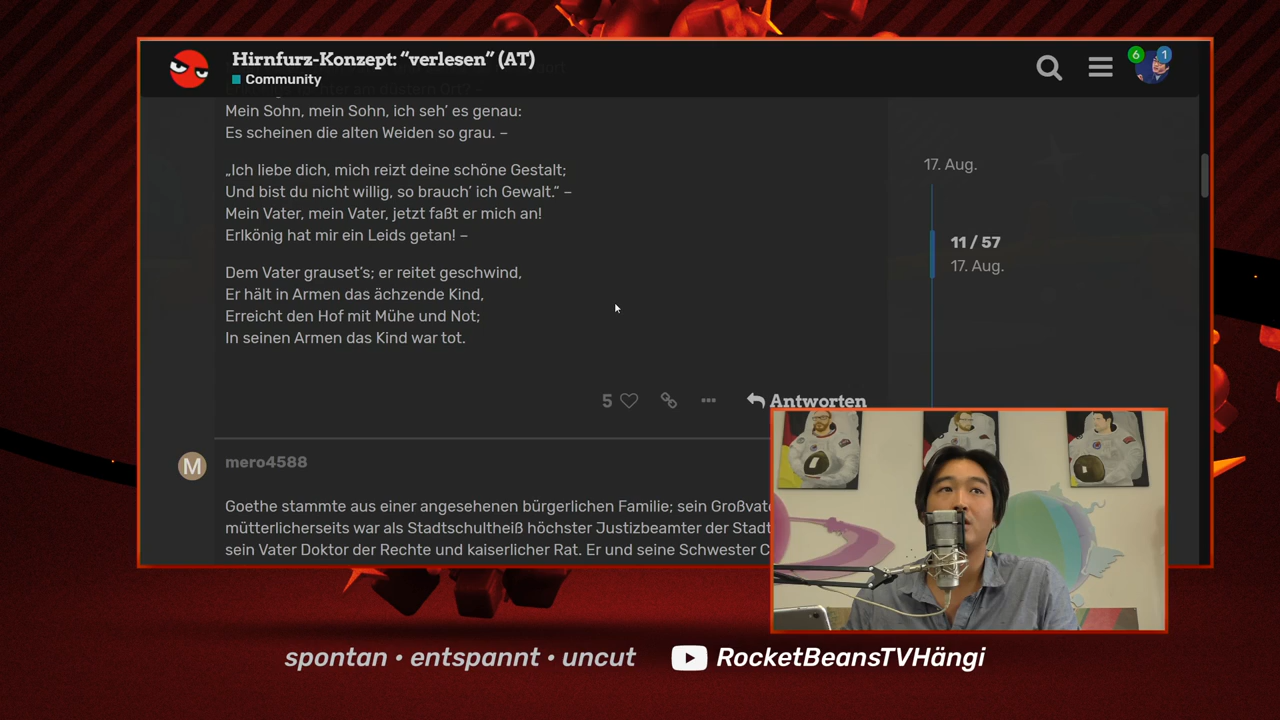 Hirnfurz-Konzept: “verlesen” (AT)
Community
6
1
Mein Sohn, mein Sohn, ich seh’ es genau:
Es scheinen die alten Weiden so grau. –
„Ich liebe dich, mich reizt deine schöne Gestalt;
Und bist du nicht willig, so brauch’ ich Gewalt.“ –
Mein Vater, mein Vater, jetzt faßt er mich an!
Erlkönig hat mir ein Leids getan! –
Dem Vater grauset’s; er reitet geschwind,
Er hält in Armen das ächzende Kind,
Erreicht den Hof mit Mühe und Not;
In seinen Armen das Kind war tot.
17. Aug.
11 / 57
17. Aug.
5
Antworten
M
mero4588
Goethe stammte aus einer angesehenen bürgerlichen Familie; sein Großvat
mütterlicherseits war als Stadtschultheiß höchster Justizbeamter der Stadt
sein Vater Doktor der Rechte und kaiserlicher Rat. Er und seine Schwester C
spontan • entspannt • uncut
RocketBeansTVHängi